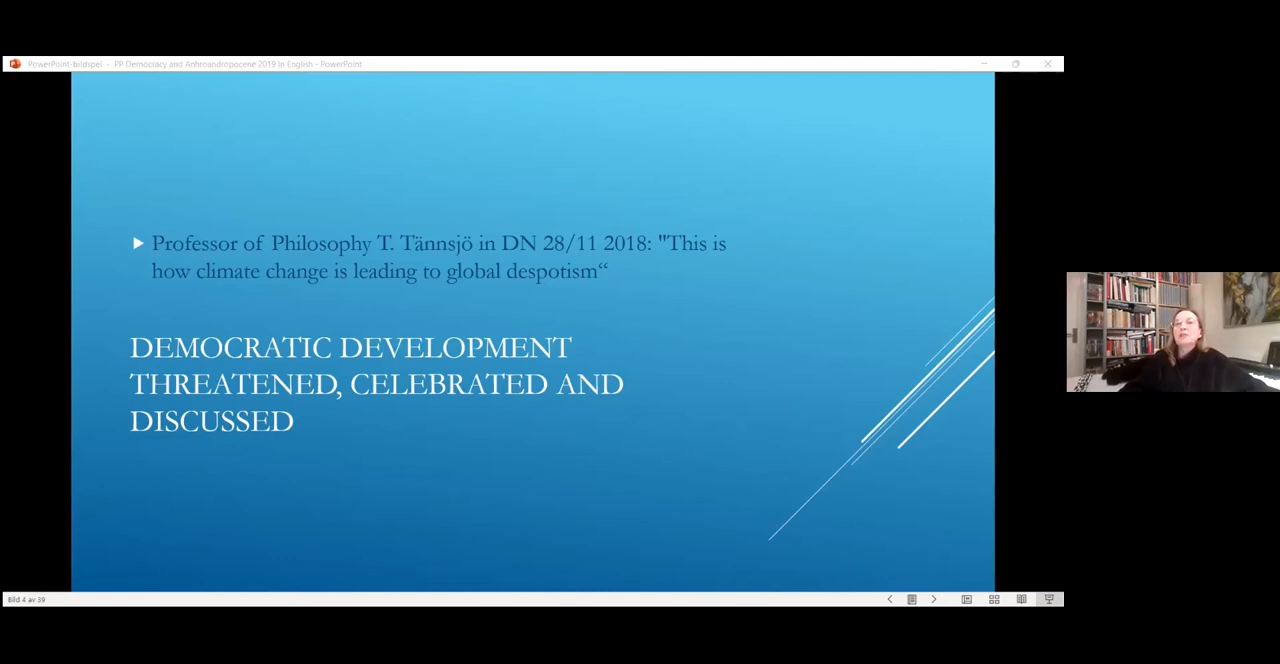 PowerPoint-bildspel - PP Democracy and Anhroandropocene 2019 In English - PowerPoint
Professor of Philosophy T. Tännsjö in DN 28/11 2018: "This is
how climate change is leading to global despotism“
DEMOCRATIC DEVELOPMENT
THREATENED, CELEBRATED AND
DISCUSSED
Bild 4 av 39